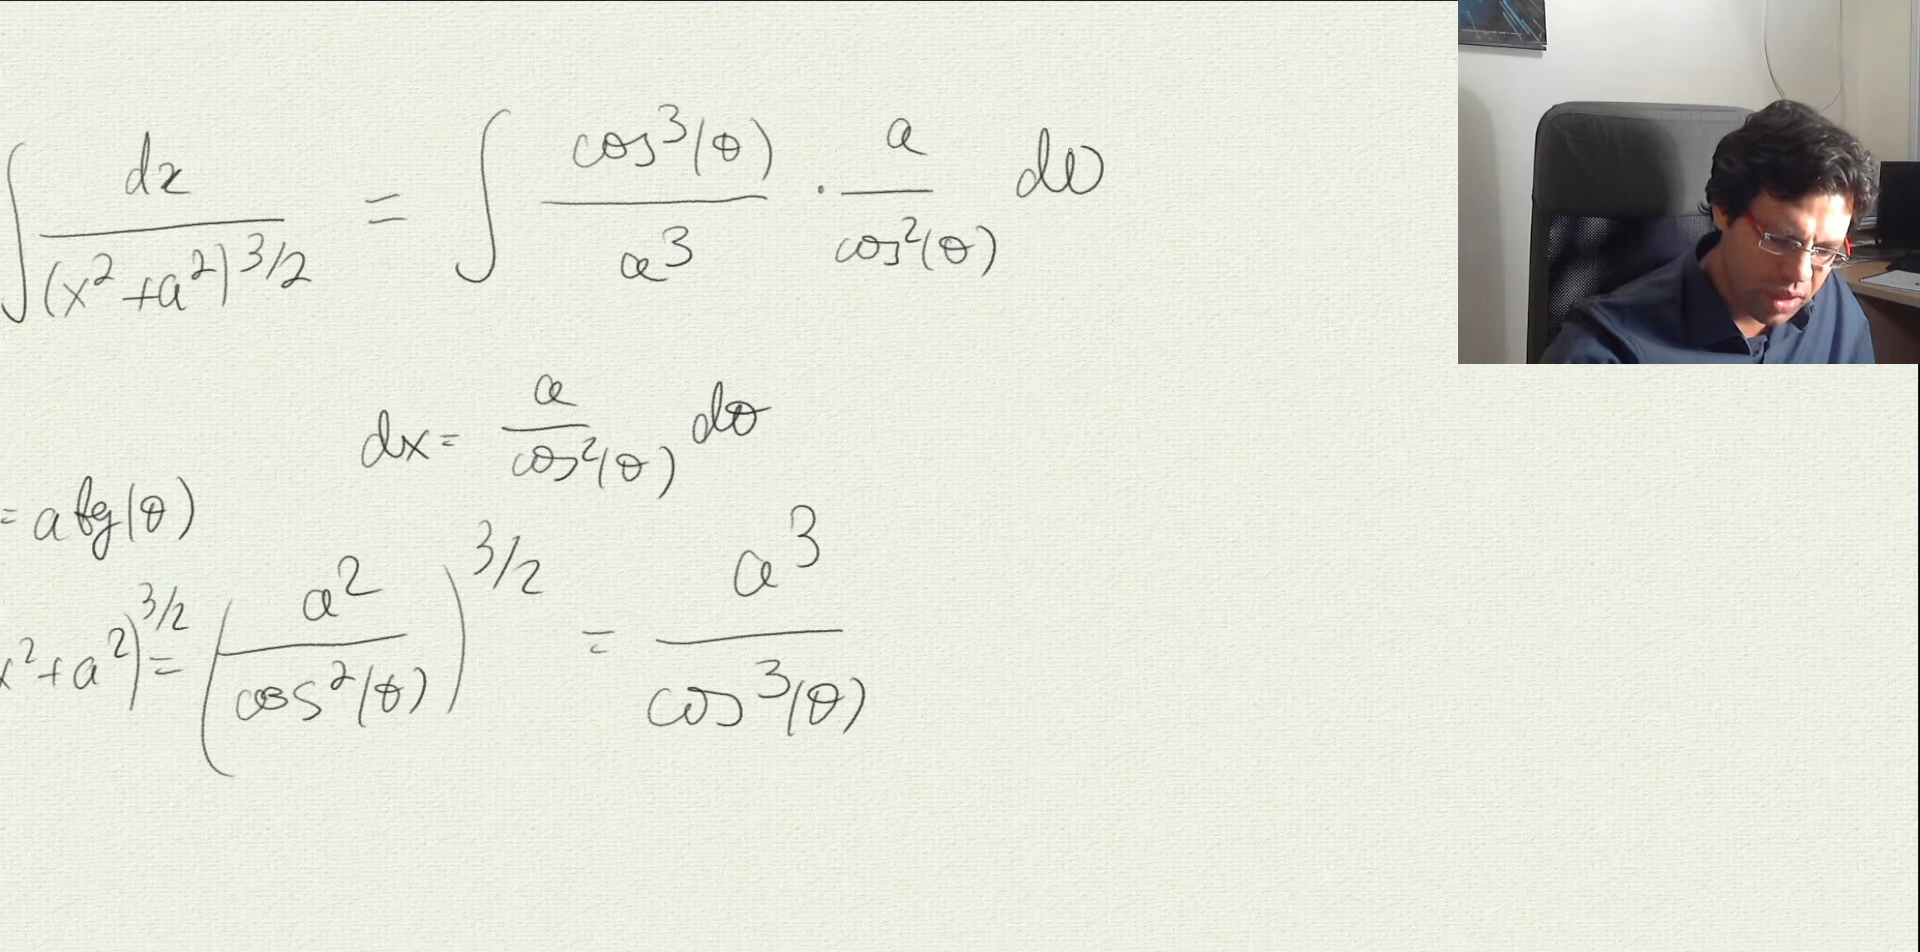 ∫ dx/(x²+a²)^3/2 = ∫ cos³(θ)/a³ · a/cos²(θ) dθ
dx = a/cos²(θ) dθ
= a tg(θ)
x²+a²)^3/2 = (a²/cos²(θ))^3/2 = a³/cos³(θ)